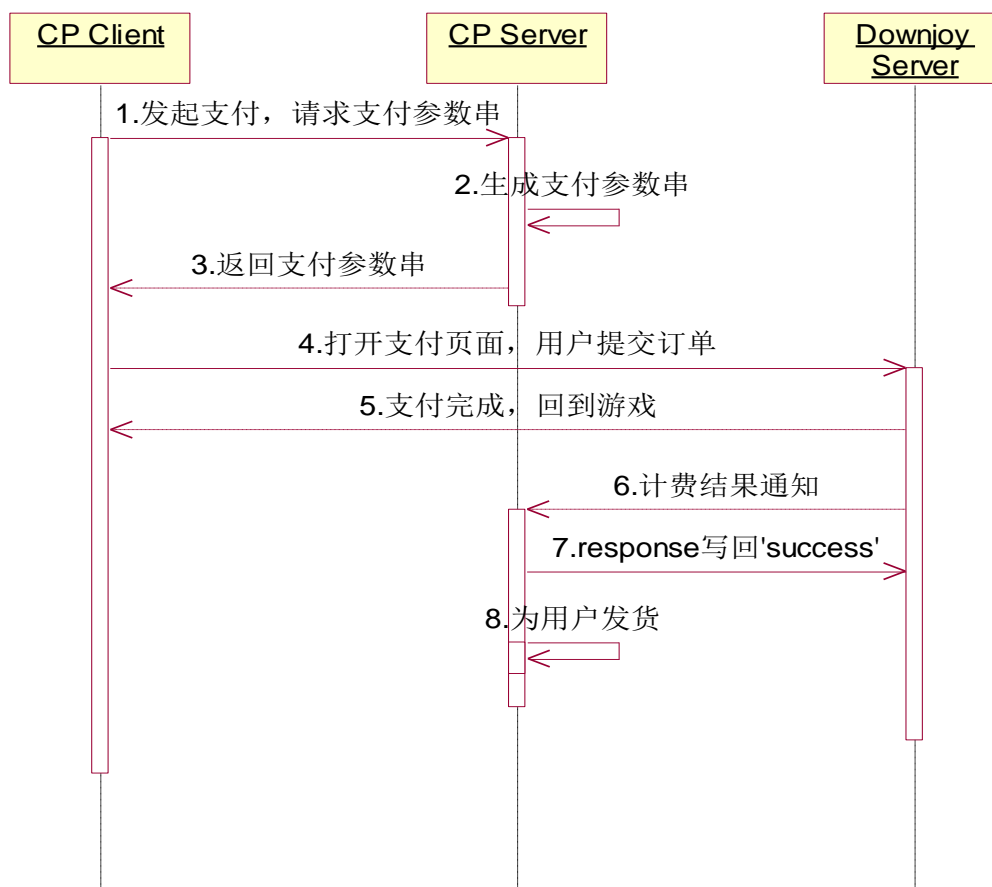 CP Client
CP Server
Downjoy
Server
1.发起支付，请求支付参数串
2.生成支付参数串
3.返回支付参数串
4.打开支付页面，用户提交订单
5.支付完成，回到游戏
6.计费结果通知
7.response写回'success'
8.为用户发货